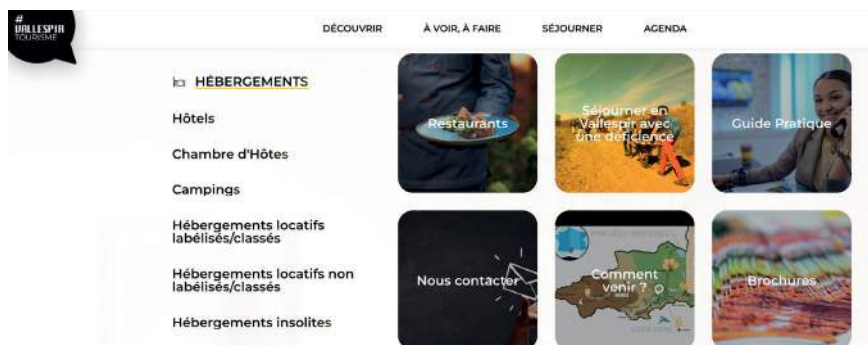 #
VALLESPIR
TOURISME
DÉCOUVRIR
À VOIR, À FAIRE
SÉJOURNER
AGENDA
HÉBERGEMENTS
Hôtels
Chambre d'Hôtes
Campings
Hébergements locatifs
labélisés/classés
Hébergements locatifs non
labélisés/classés
Hébergements insolites
Restaurants
Séjourner en
Vallespir avec
une déficience
Guide Pratique
Nous contacter
Comment
venir ?
Brochures